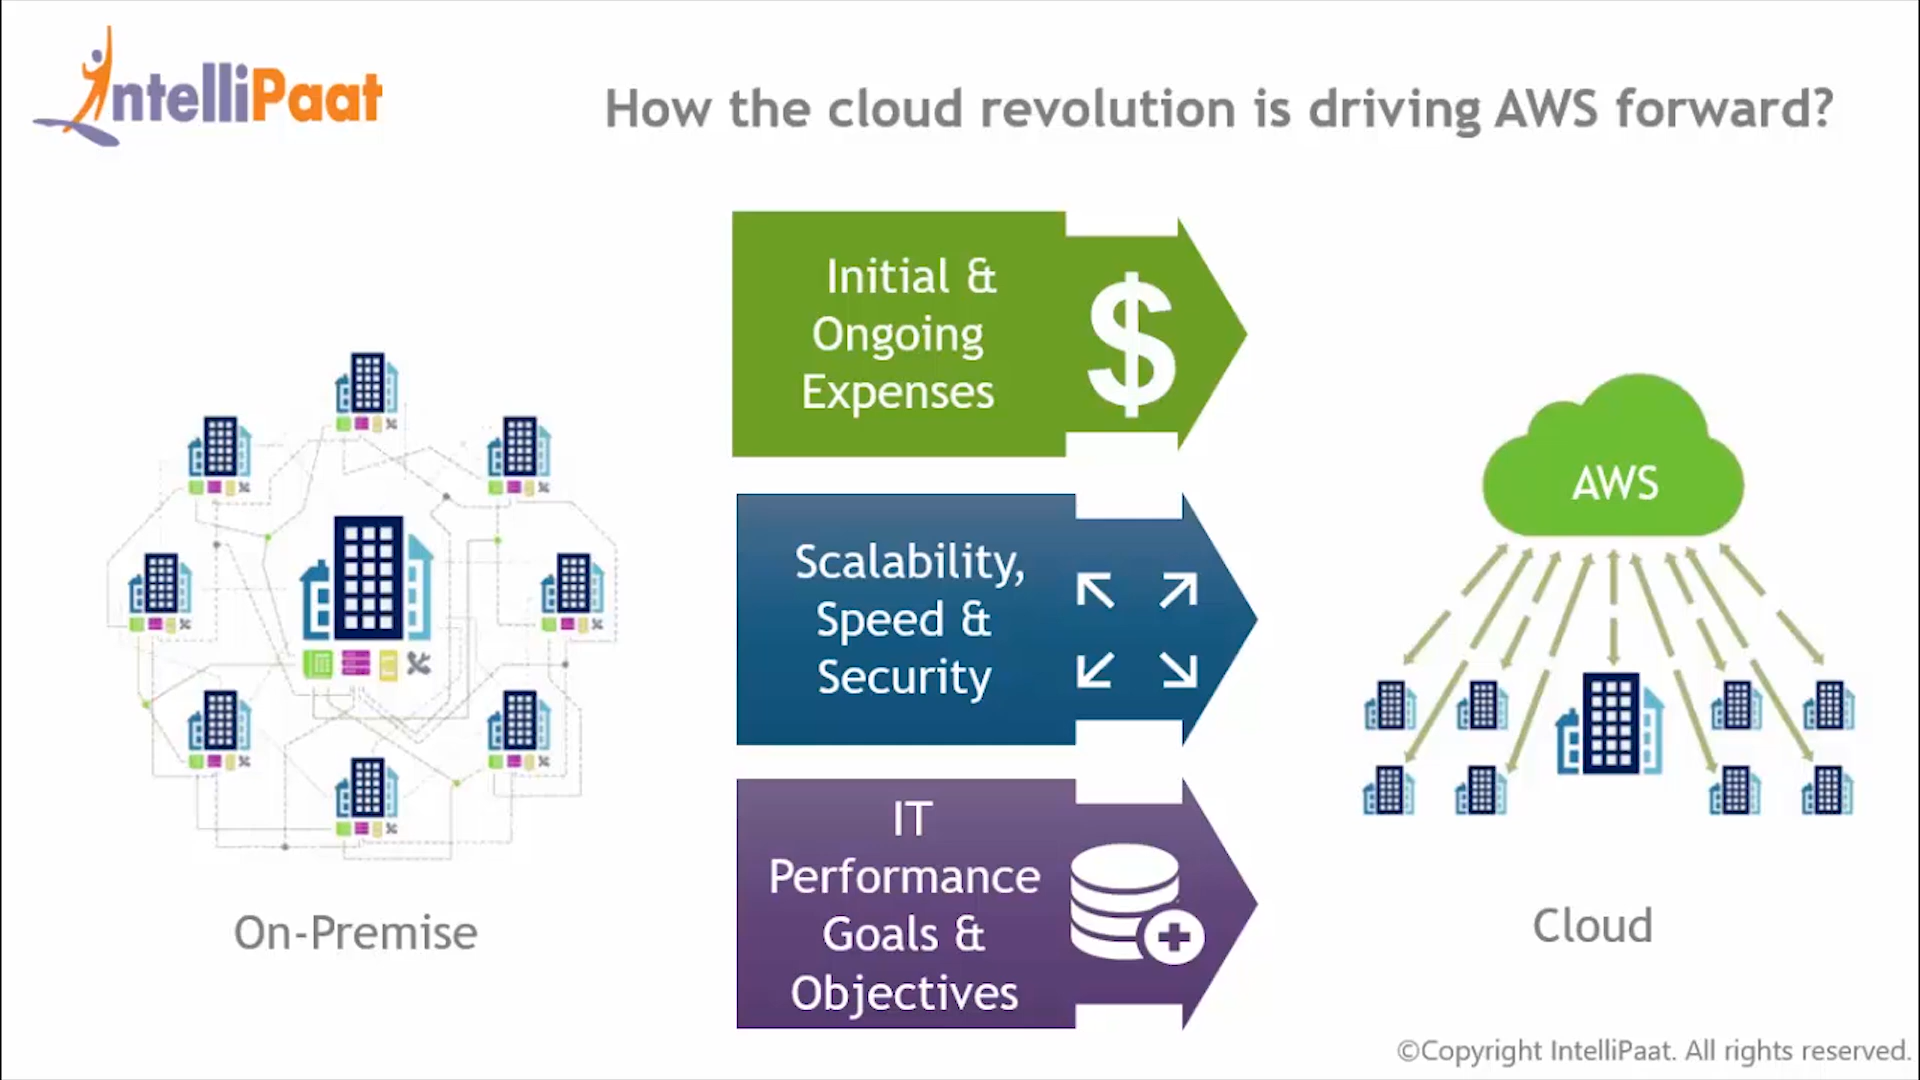 IntelliPaat
How the cloud revolution is driving AWS forward?
Initial &
Ongoing
Expenses
$
Scalability,
Speed &
Security
IT
Performance
Goals &
Objectives
On-Premise
AWS
Cloud
©Copyright IntelliPaat. All rights reserved.